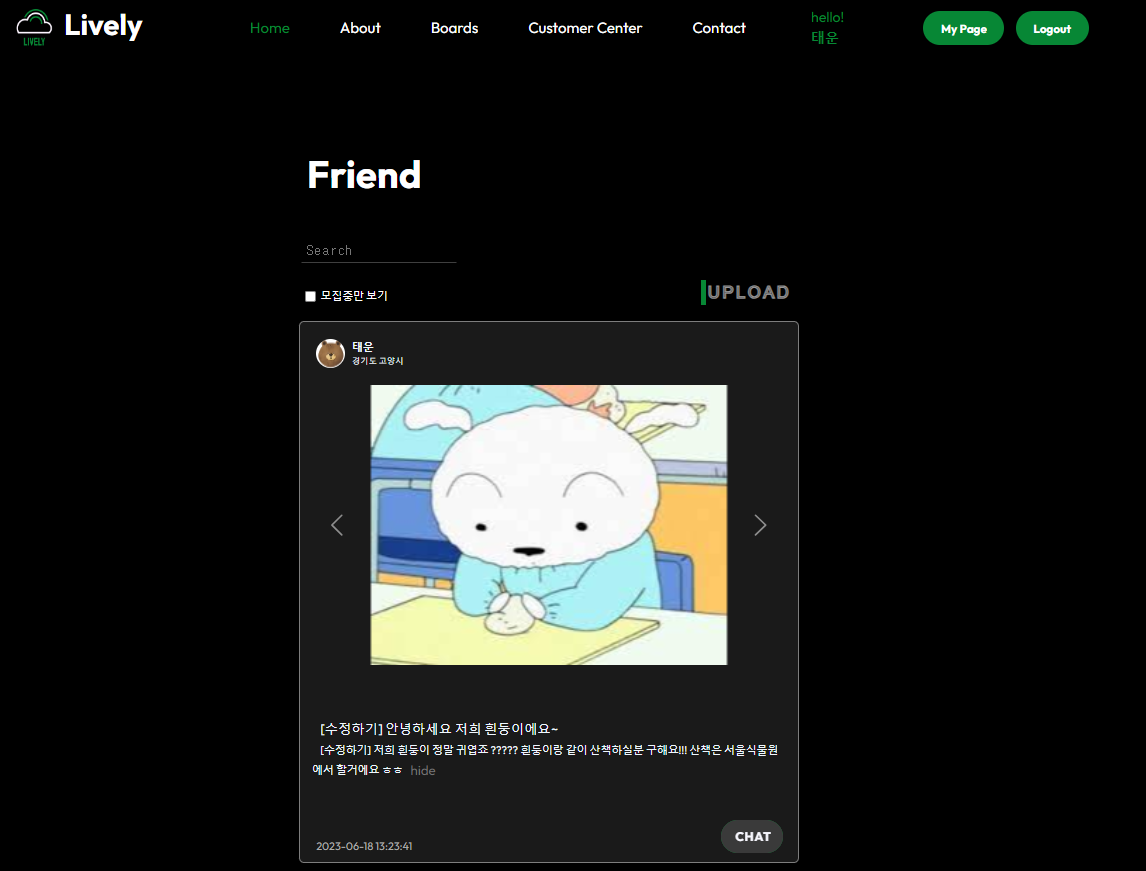 LIVELY
Lively
Home
About
Boards
Customer Center
Contact
hello!
태운
My Page
Logout
Friend
Search
모집중만 보기
UPLOAD
태운
경기도 고양시
[수정하기] 안녕하세요 저희 흰둥이에요~
[수정하기] 저희 흰둥이 정말 귀엽죠 ????? 흰둥이랑 같이 산책하실분 구해요!!! 산책은 서울식물원
에서 할거에요 ㅎㅎ hide
CHAT
2023-06-18 13:23:41